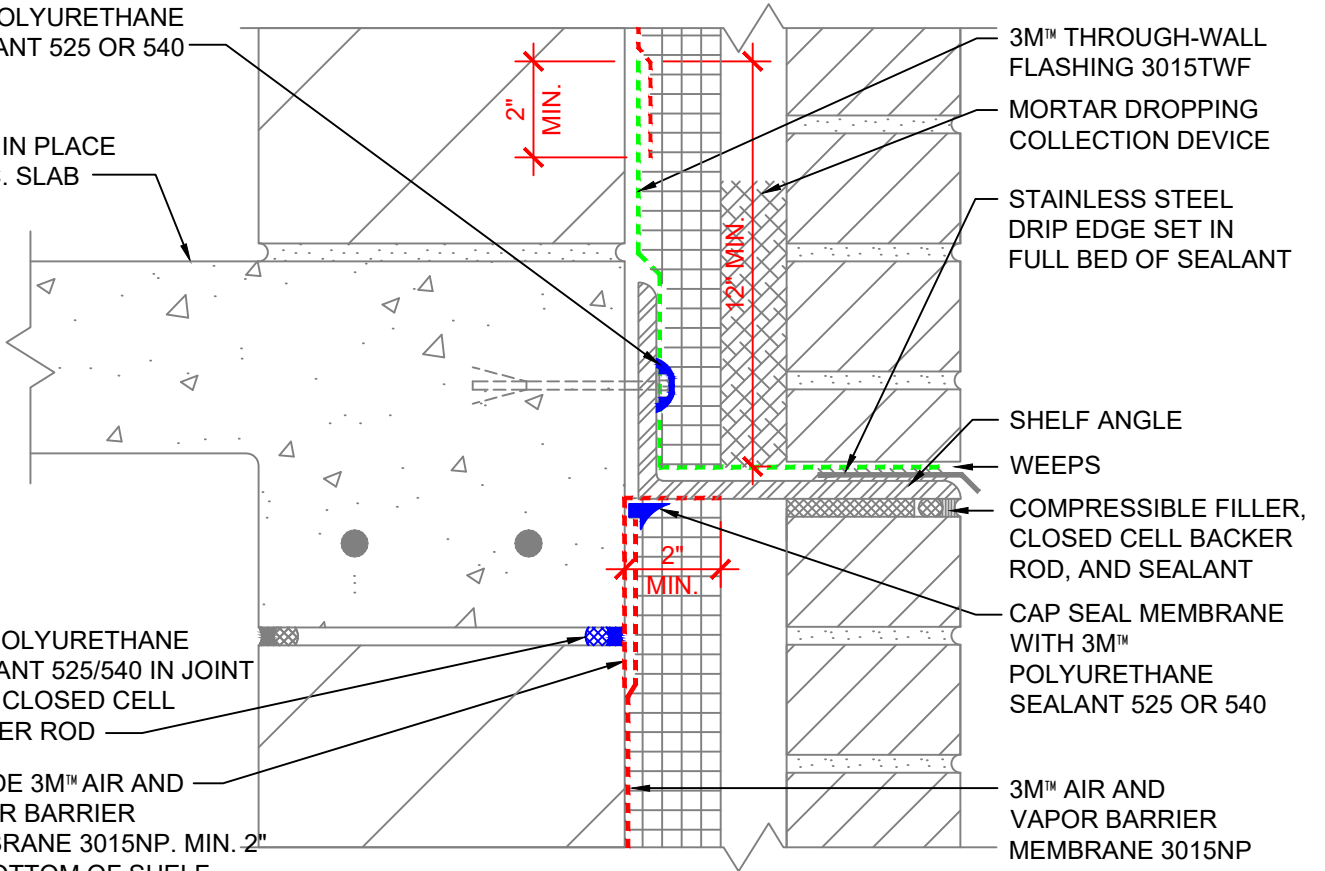 OLYURETHANE
ANT 525 OR 540
IN PLACE
. SLAB
OLYURETHANE
ANT 525/540 IN JOINT
CLOSED CELL
ER ROD
DE 3M™ AIR AND
R BARRIER
BRANE 3015NP. MIN. 2"
OTTOM OF SHELF
2"
MIN.
12" MIN.
2"
MIN.
3M™ THROUGH-WALL
FLASHING 3015TWF
MORTAR DROPPING
COLLECTION DEVICE
STAINLESS STEEL
DRIP EDGE SET IN
FULL BED OF SEALANT
SHELF ANGLE
WEEPS
COMPRESSIBLE FILLER,
CLOSED CELL BACKER
ROD, AND SEALANT
CAP SEAL MEMBRANE
WITH 3M™
POLYURETHANE
SEALANT 525 OR 540
3M™ AIR AND
VAPOR BARRIER
MEMBRANE 3015NP